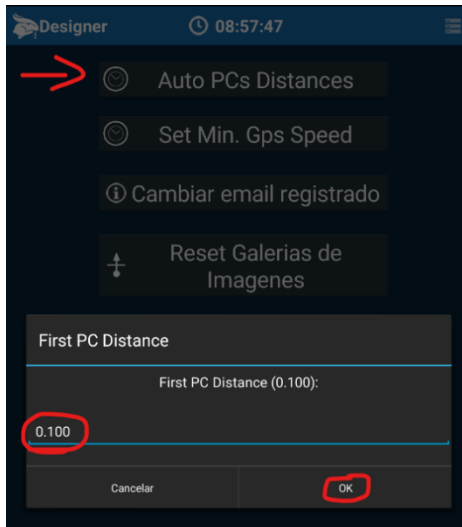 Designer 08:57:47
Auto PCs Distances
Set Min. Gps Speed
Cambiar email registrado
Reset Galerias de
Imagenes
First PC Distance
First PC Distance (0.100):
0.100
Cancelar OK